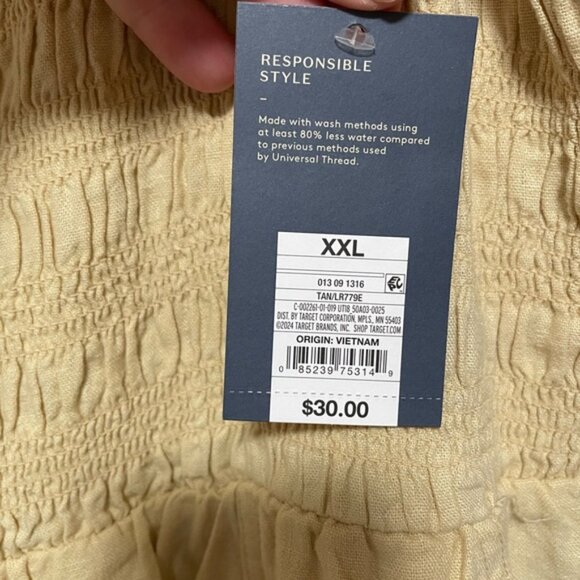 RESPONSIBLE
STYLE
–
Made with wash methods using
at least 80% less water compared
to previous methods used
by Universal Thread.
XXL
013 09 1316
TAN/LR779E
C-002261-01-019 UT18_50A03-0025
DIST. BY TARGET CORPORATION, MPLS., MN 55403
©2024 TARGET BRANDS, INC. SHOP TARGET.COM
ORIGIN: VIETNAM
0 85239 75314 9
$30.00